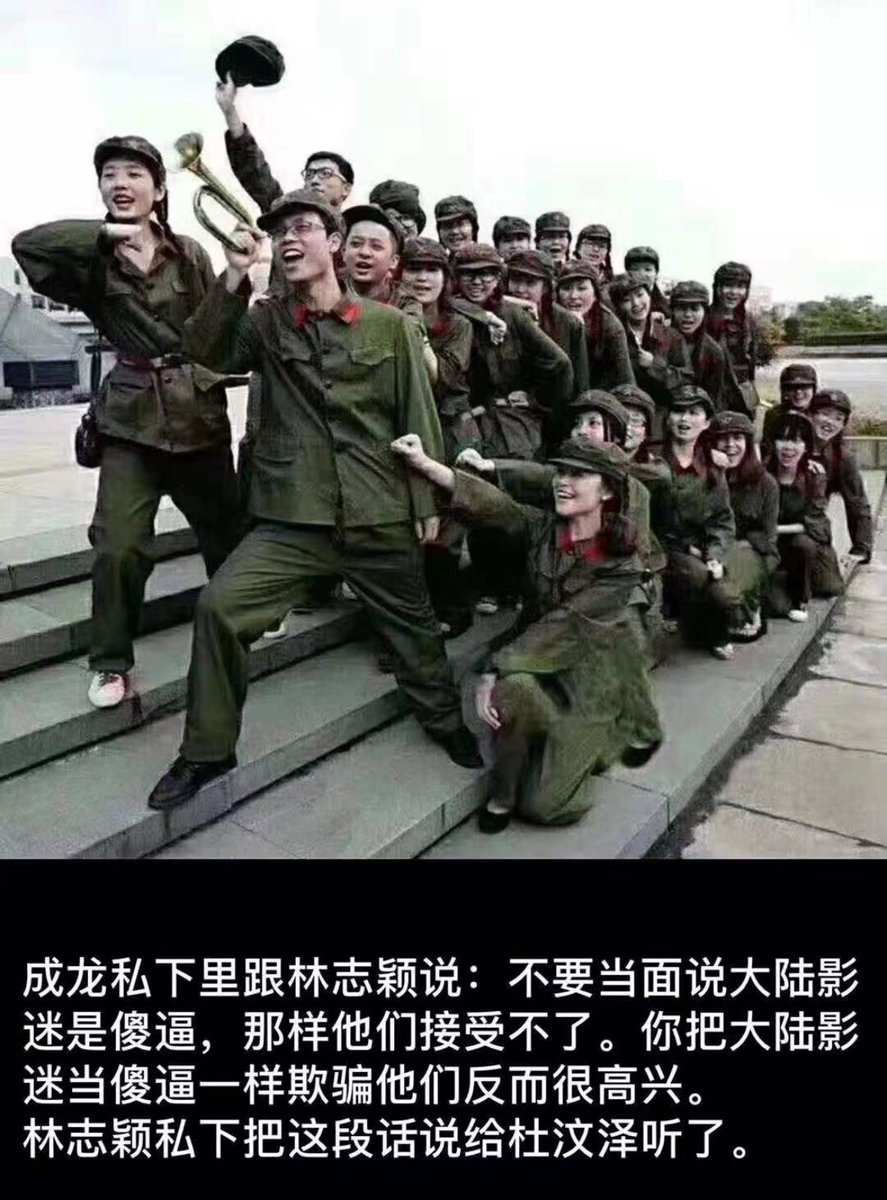 成龙私下里跟林志颖说：不要当面说大陆影
迷是傻逼，那样他们接受不了。你把大陆影
迷当傻逼一样欺骗他们反而很高兴。
林志颖私下把这段话说给杜汶泽听了。